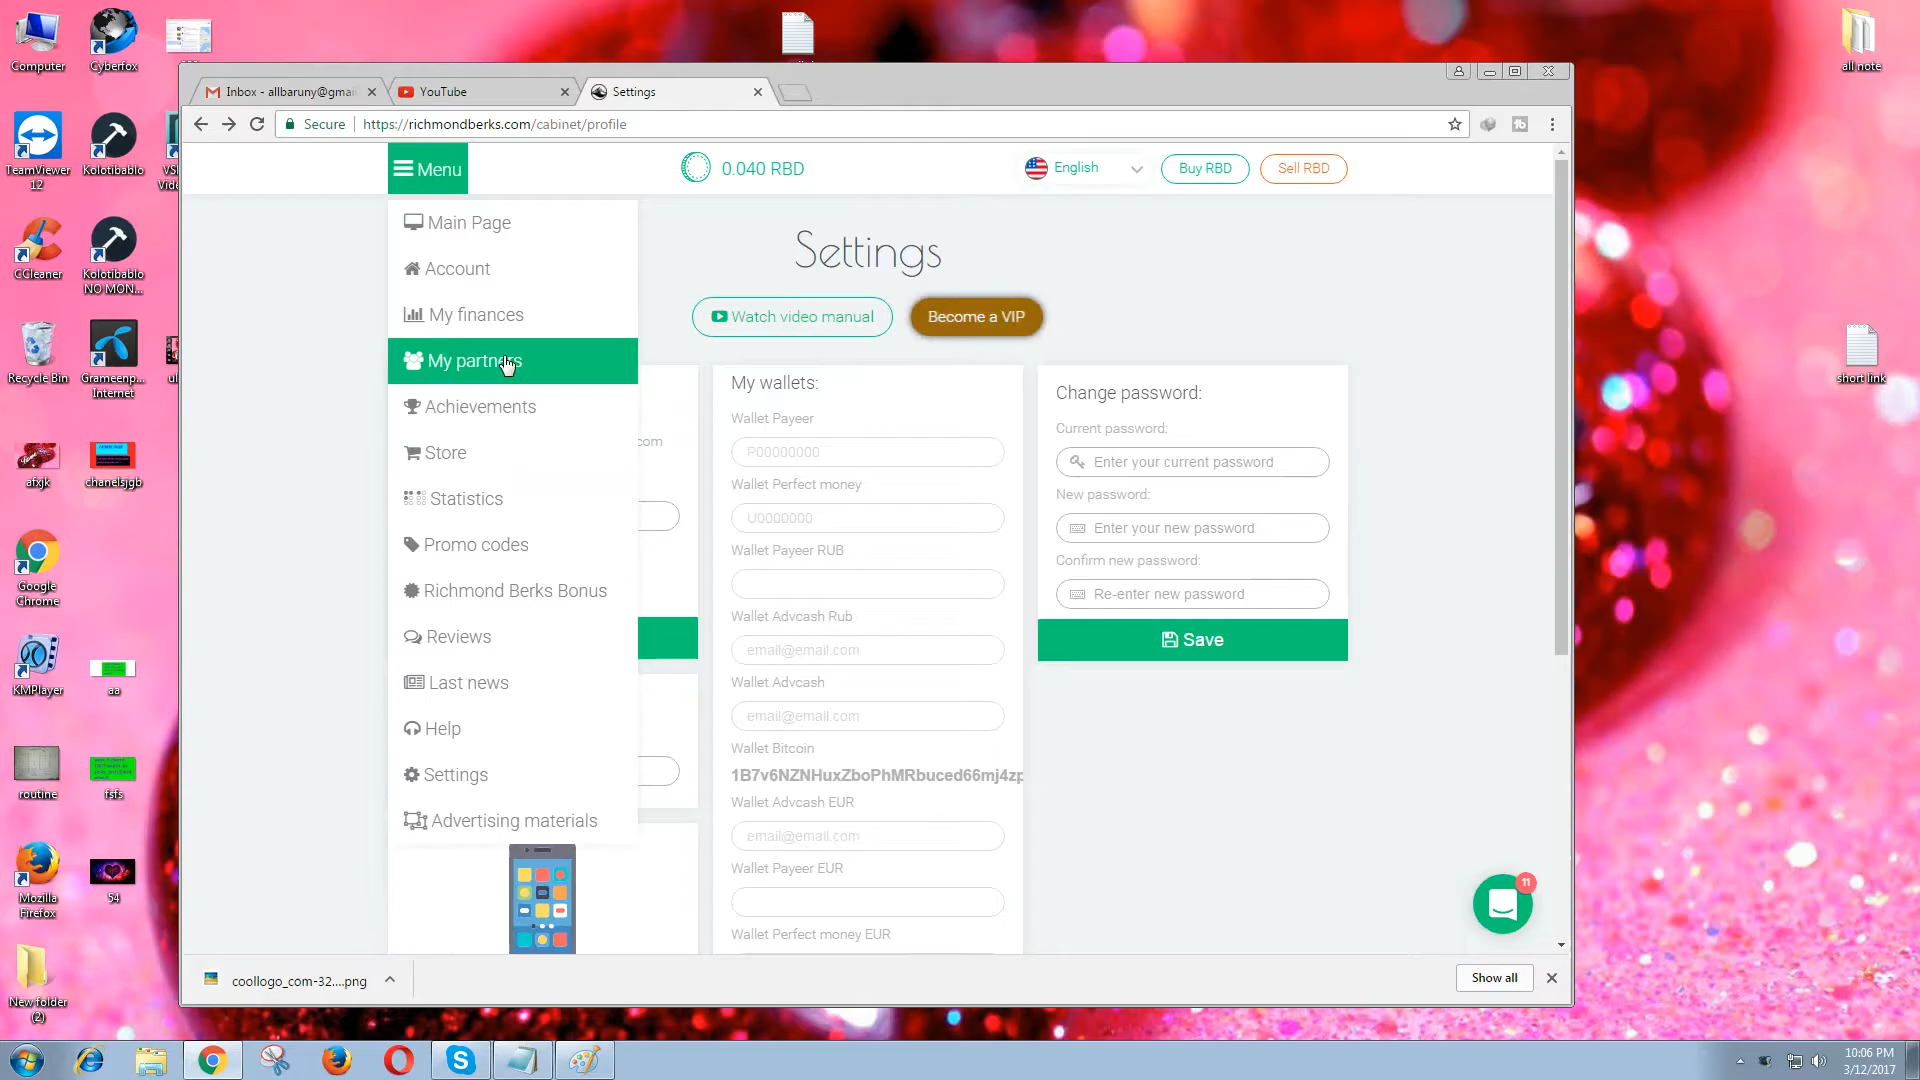 Computer
Cyberfox
all note
TeamViewer
12
Kolotibablo
CCleaner
Kolotibablo
NO MON...
Recycle Bin
Grameenp...
Internet
short link
afxjk
chanelsjgb
Google
Chrome
KMPlayer
aa
routine
fsfs
Mozilla
Firefox
54
New folder
(2)
Inbox - allbaruny@gmai
YouTube
Settings
Secure
https://richmondberks.com/cabinet/profile
Menu
0.040 RBD
English
Buy RBD
Sell RBD
Main Page
Account
My finances
My partners
Achievements
Store
Statistics
Promo codes
Richmond Berks Bonus
Reviews
Last news
Help
Settings
Advertising materials
Settings
Watch video manual
Become a VIP
com
My wallets:
Wallet Payeer
P00000000
Wallet Perfect money
U0000000
Wallet Payeer RUB
Wallet Advcash Rub
email@email.com
Wallet Advcash
email@email.com
Wallet Bitcoin
1B7v6NZNHuxZboPhMRbuced66mj4zp
Wallet Advcash EUR
email@email.com
Wallet Payeer EUR
Wallet Perfect money EUR
Change password:
Current password:
Enter your current password
New password:
Enter your new password
Confirm new password:
Re-enter new password
Save
11
coollogo_com-32....png
Show all
10:06 PM
3/12/2017